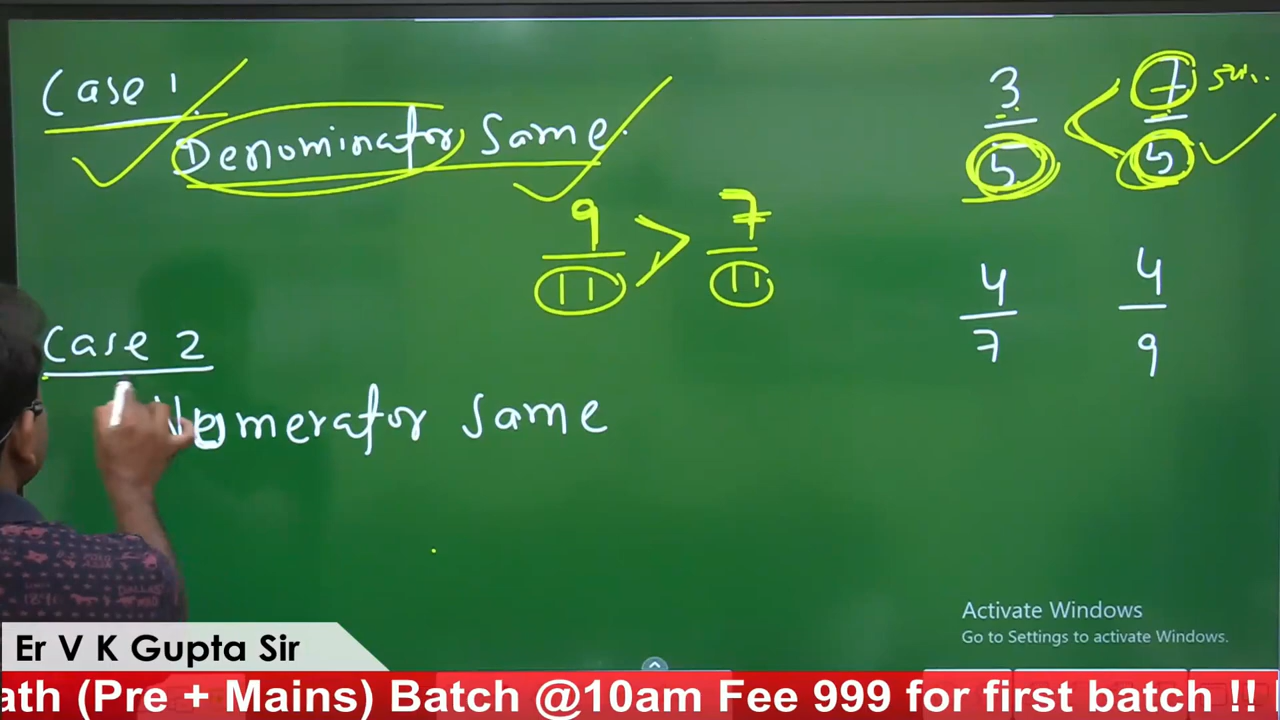 Case 1
Denominator Same.
3/5 < 7/5
9/11 > 7/11
4/7 4/9
Case 2
Numerator Same
Activate Windows
Go to Settings to activate Windows.
Er V K Gupta Sir
ath (Pre + Mains) Batch @10am Fee 999 for first batch !!